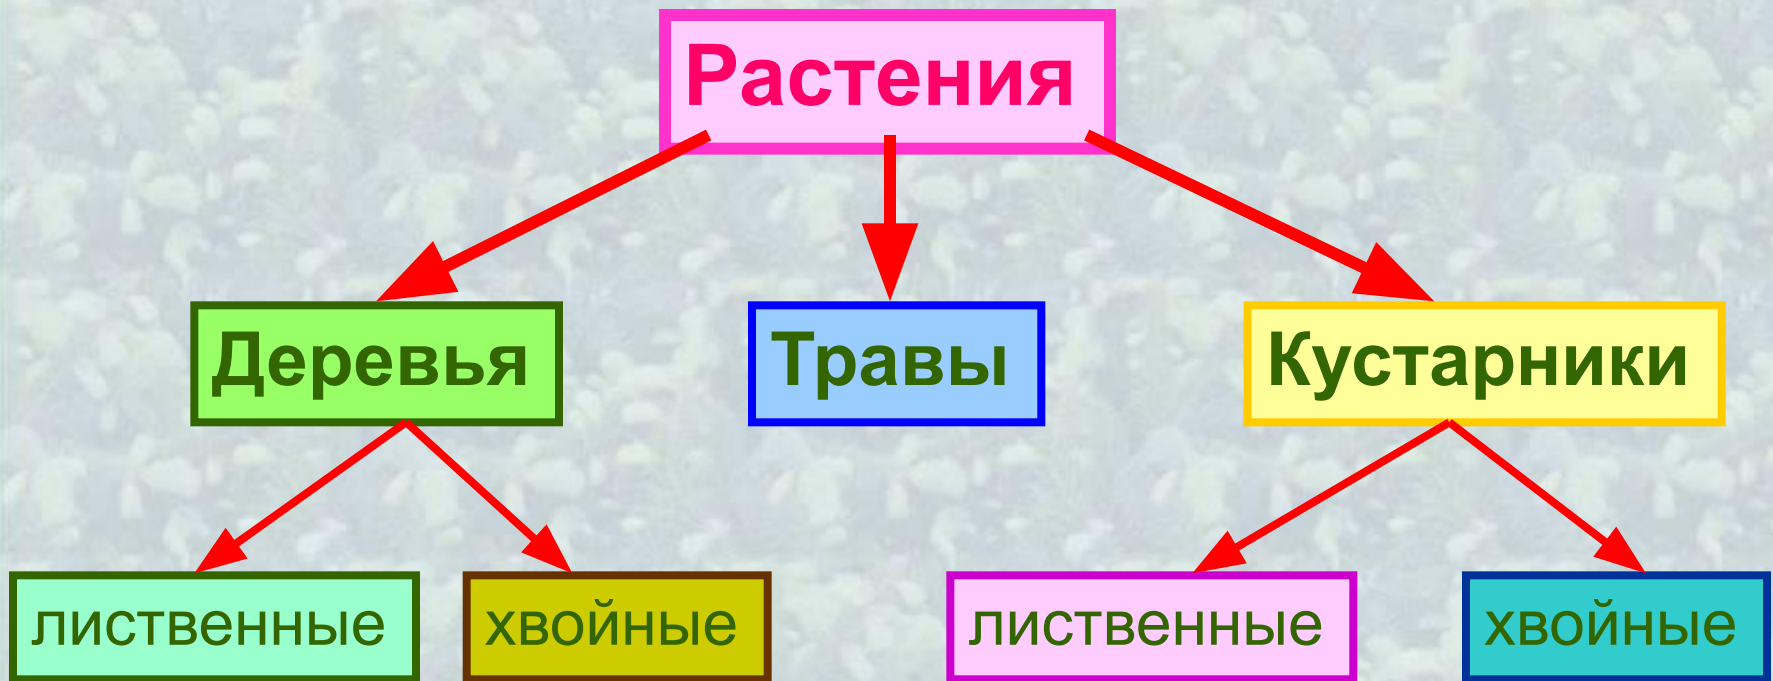 Растения
Деревья
Травы
Кустарники
лиственные
хвойные
лиственные
хвойные